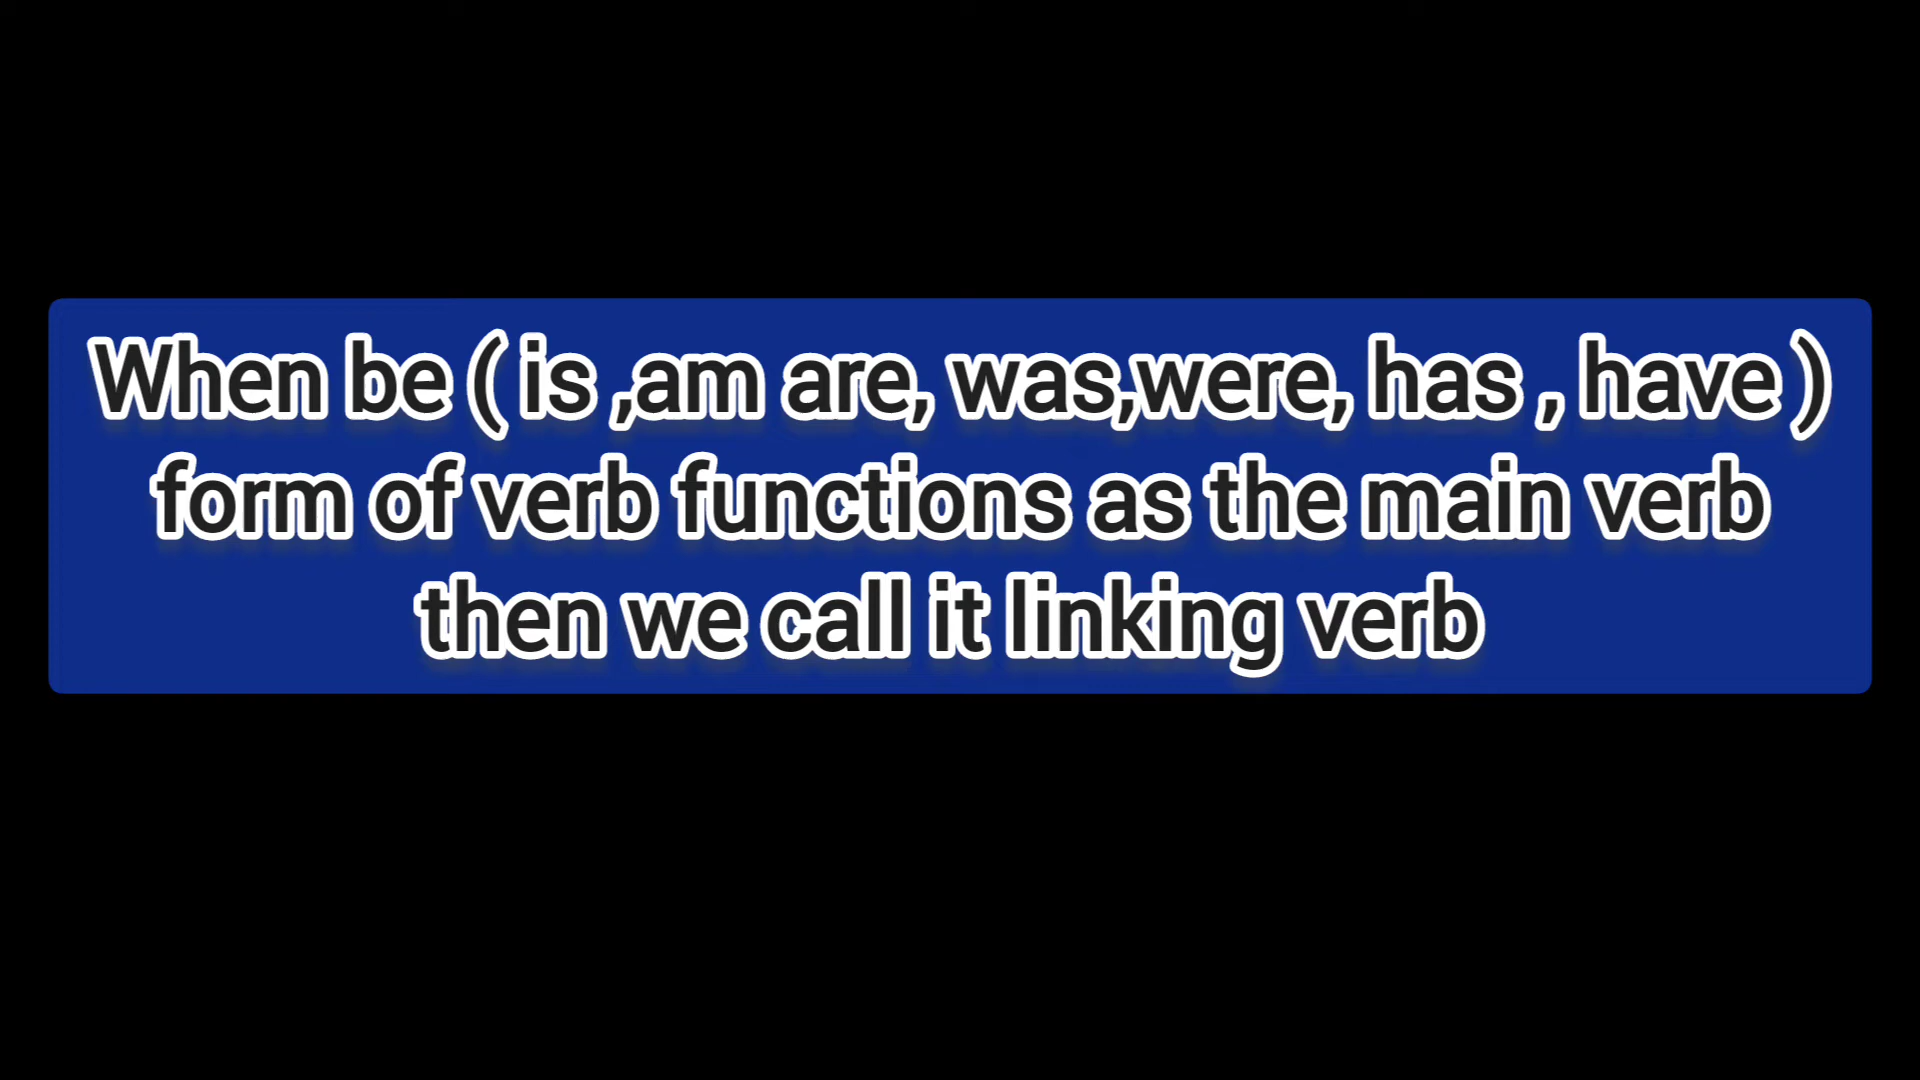 When be ( is ,am are, was,were, has , have )
form of verb functions as the main verb
then we call it linking verb